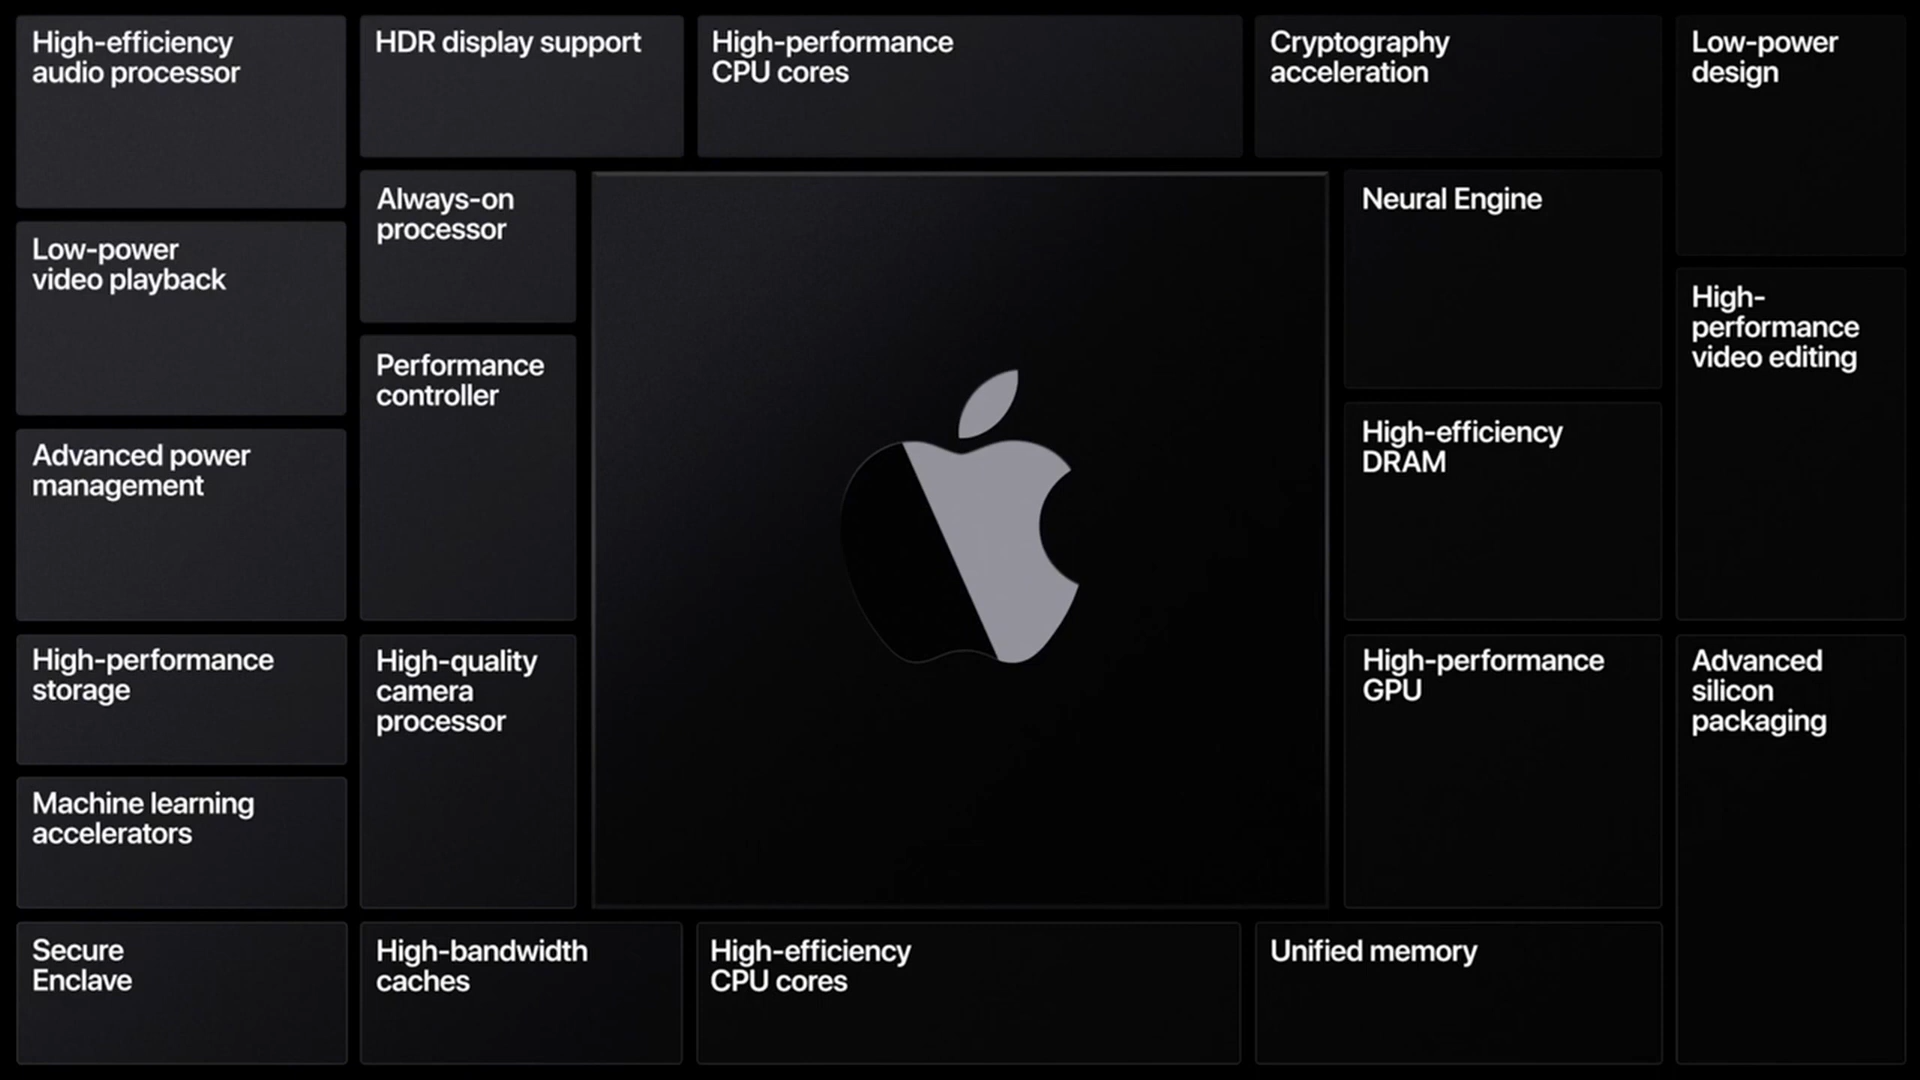 High-efficiency
audio processor
HDR display support
High-performance
CPU cores
Cryptography
acceleration
Low-power
design
Low-power
video playback
Always-on
processor
Neural Engine
High-
performance
video editing
Performance
controller
Advanced power
management
High-efficiency
DRAM
High-performance
storage
High-quality
camera
processor
High-performance
GPU
Advanced
silicon
packaging
Machine learning
accelerators
Secure
Enclave
High-bandwidth
caches
High-efficiency
CPU cores
Unified memory